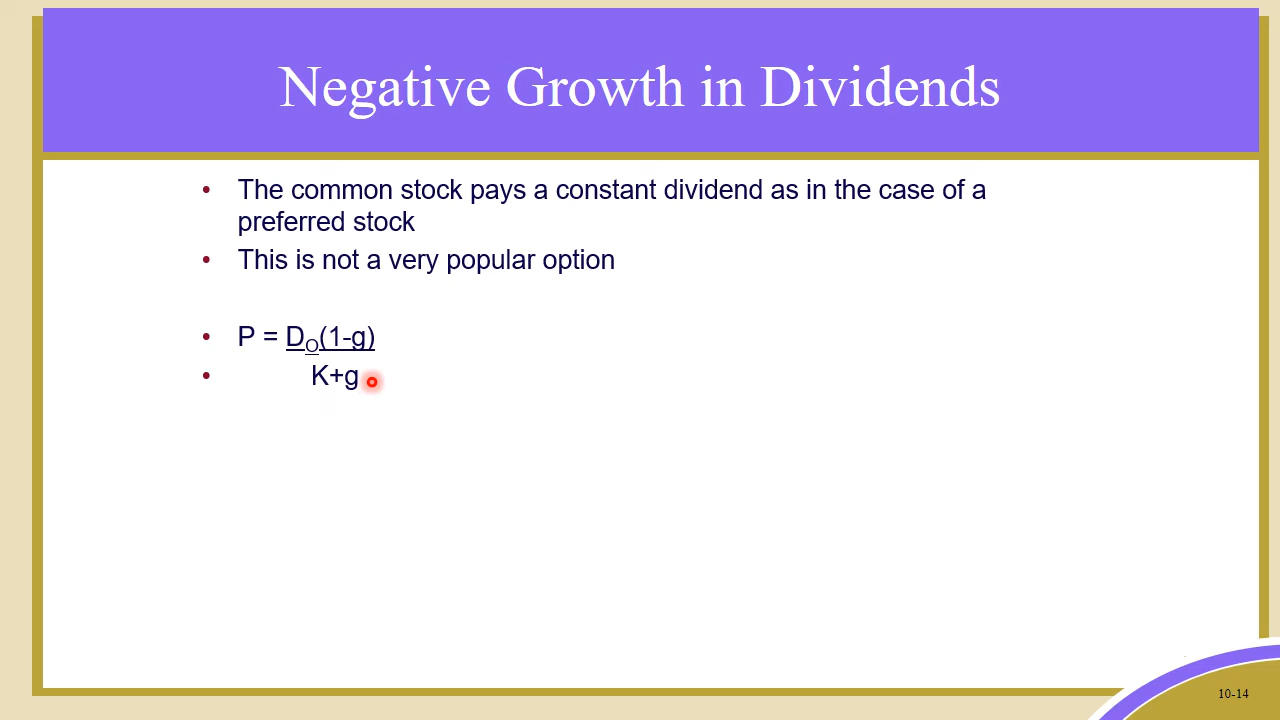 Negative Growth in Dividends
• The common stock pays a constant dividend as in the case of a
preferred stock
• This is not a very popular option
• P = DO(1-g)
• K+g
10-14